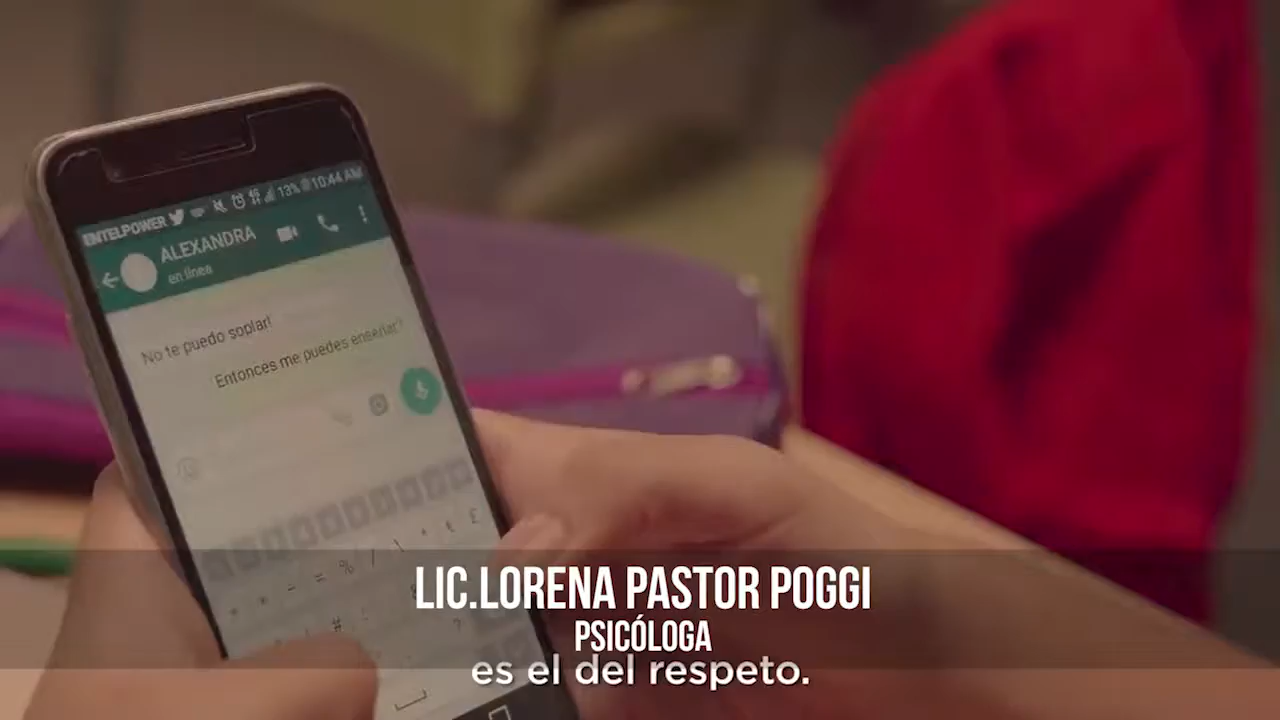 ENTELPOWER 4G 13% 10:44 AM
ALEXANDRA
en línea
No te puedo soplar!
Entonces me puedes enseñar?
LIC.LORENA PASTOR POGGI
PSICÓLOGA
es el del respeto.